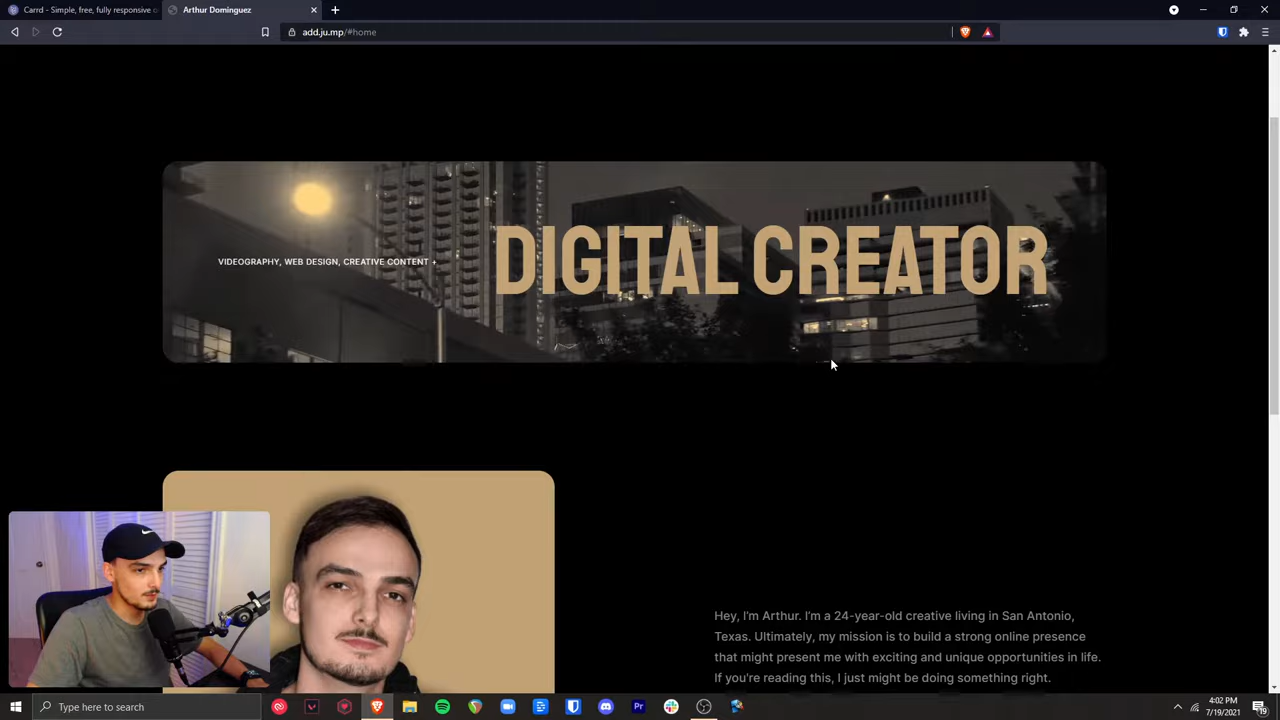 Carrd - Simple, free, fully responsive o
Arthur Dominguez
add.ju.mp/#home
VIDEOGRAPHY, WEB DESIGN, CREATIVE CONTENT +
DIGITAL CREATOR
Hey, I'm Arthur. I'm a 24-year-old creative living in San Antonio,
Texas. Ultimately, my mission is to build a strong online presence
that might present me with exciting and unique opportunities in life.
If you're reading this, I just might be doing something right.
Type here to search
4:02 PM
7/19/2021